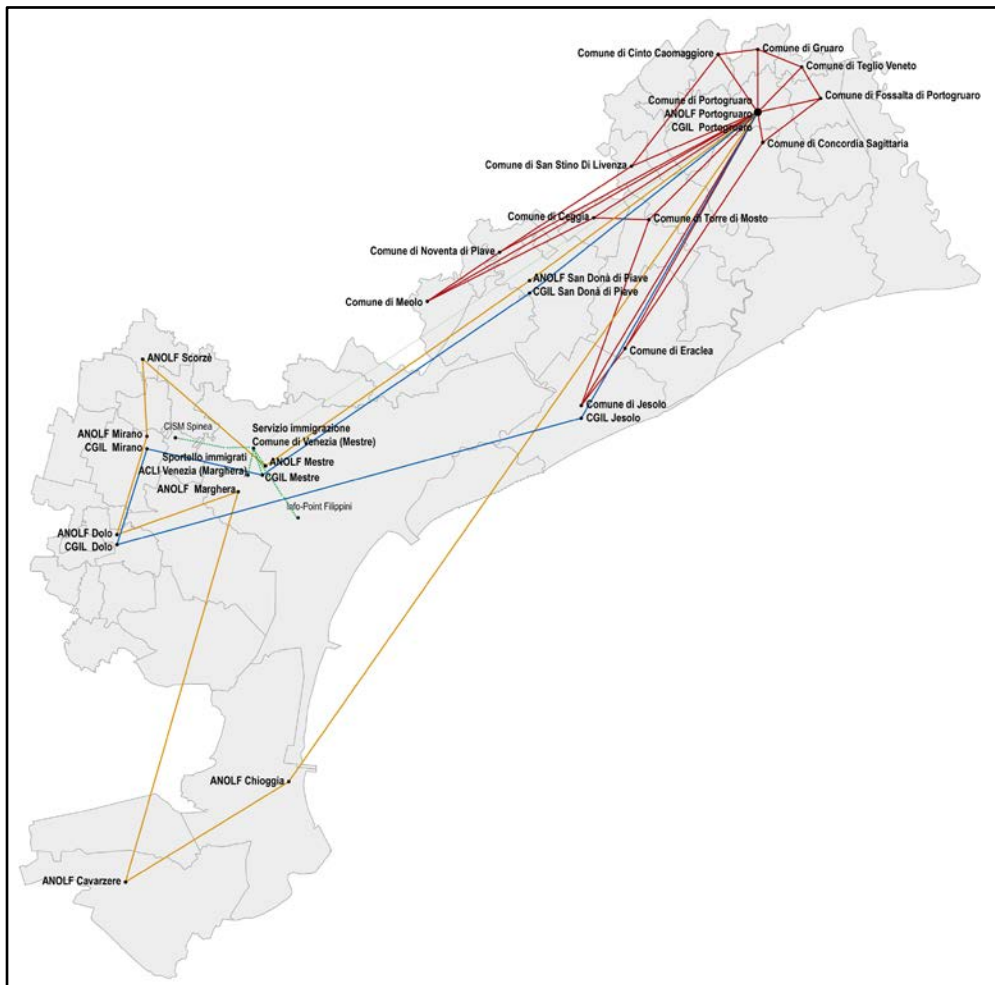 Comune di Gruaro
Comune di Cinto Caomaggiore
Comune di Teglio Veneto
Comune di Fossalta di Portogruaro
Comune di Portogruaro
ANOLF Portogruaro
CGIL Portogruaro
Comune di Concordia Sagittaria
Comune di San Stino Di Livenza
Comune di Ceggia
Comune di Torre di Mosto
Comune di Noventa di Piave
ANOLF San Donà di Piave
CGIL San Donà di Piave
Comune di Meolo
Comune di Eraclea
ANOLF Scorzè
Comune di Jesolo
CGIL Jesolo
CISM Spinea
Servizio immigrazione
Comune di Venezia (Mestre)
ANOLF Mirano
CGIL Mirano
Sportello immigrati
ACLI Venezia (Marghera)
ANOLF Mestre
CGIL Mestre
ANOLF Marghera
Info-Point Filippini
ANOLF Dolo
CGIL Dolo
ANOLF Chioggia
ANOLF Cavarzere